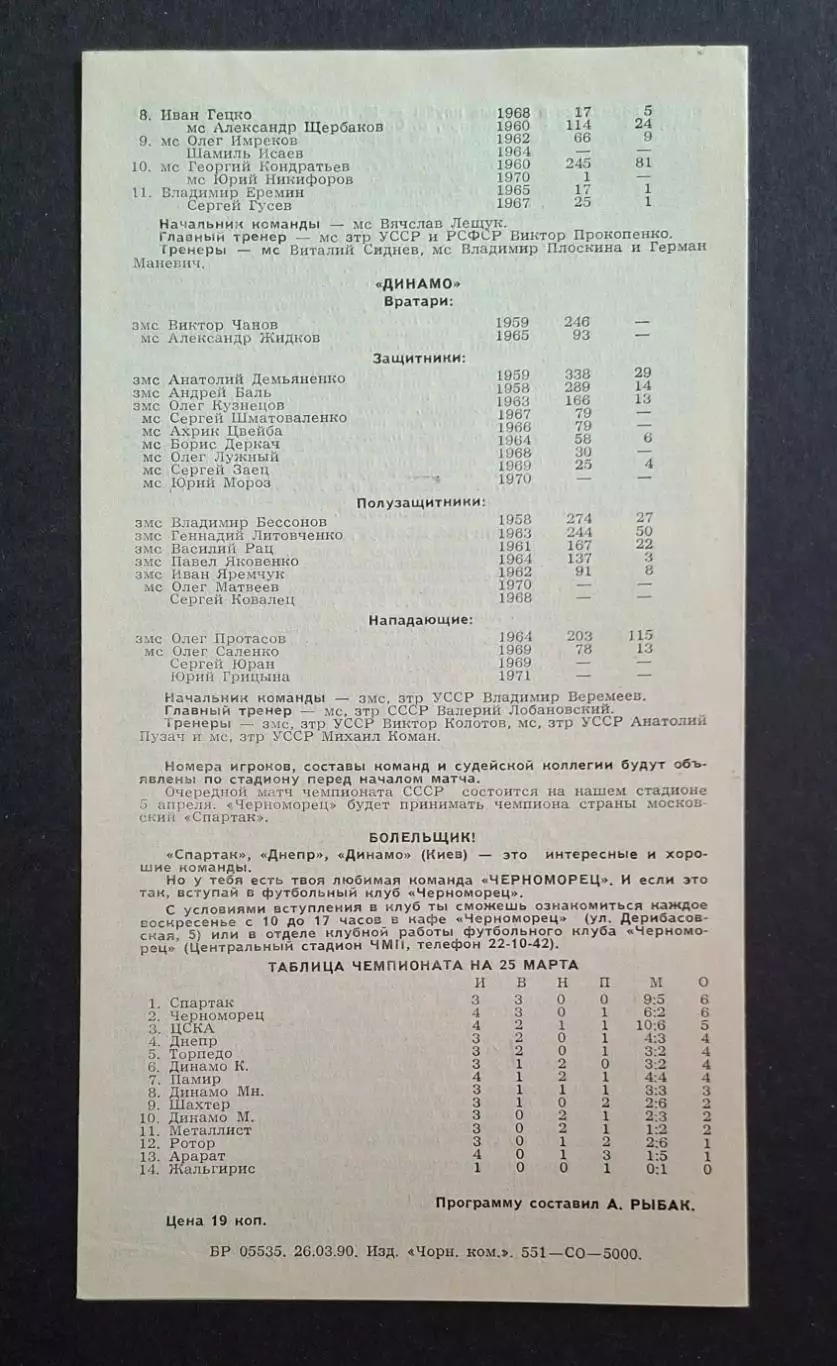 8. Иван Гецко 1968 17 5
мс Александр Щербаков 1960 114 24
9. мс Олег Имреков 1962 66 9
Шамиль Исаев 1964 — —
10. мс Георгий Кондратьев 1960 245 81
мс Юрий Никифоров 1970 1 —
11. Владимир Еремин 1965 17 1
Сергей Гусев 1967 25 1
Начальник команды — мс Вячслав Лещук.
Главный тренер — мс зтр УССР и РСФСР Виктор Прокопенко.
Тренеры — мс Виталий Сиднев, мс Владимир Плоскина и Герман
Маневич.
«ДИНАМО»
Вратари:
змс Виктор Чанов 1959 246 —
мс Александр Жидков 1965 93 —
Защитники:
змс Анатолий Демьяненко 1959 338 29
змс Андрей Баль 1958 289 14
змс Олег Кузнецов 1963 166 13
мс Сергей Шматоваленко 1967 79 —
мс Ахрик Цвейба 1966 79 —
мс Борис Деркач 1964 58 6
мс Олег Лужный 1968 30 —
мс Сергей Заец 1969 25 4
мс Юрий Мороз 1970 — —
Полузащитники:
змс Владимир Бессонов 1958 274 27
змс Геннадий Литовченко 1963 244 50
змс Василий Рац 1961 167 22
змс Павел Яковенко 1964 137 3
змс Иван Яремчук 1962 91 8
мс Олег Матвеев 1970 — —
Сергей Ковалец 1968 — —
Нападающие:
змс Олег Протасов 1964 203 115
мс Олег Саленко 1969 78 13
Сергей Юран 1969 — —
Юрий Грицына 1971 — —
Начальник команды — змс, зтр УССР Владимир Веремеев.
Главный тренер — мс, зтр СССР Валерий Лобановский.
Тренеры — змс, зтр УССР Виктор Колотов, мс, зтр УССР Анатолий
Пузач и мс, зтр УССР Михаил Коман.
Номера игроков, составы команд и судейской коллегии будут объ-
явлены по стадиону перед началом матча.
Очередной матч чемпионата СССР состоится на нашем стадионе
5 апреля. «Черноморец» будет принимать чемпиона страны москов-
ский «Спартак».
БОЛЕЛЬЩИК!
«Спартак», «Днепр», «Динамо» (Киев) — это интересные и хоро-
шие команды.
Но у тебя есть твоя любимая команда «ЧЕРНОМОРЕЦ». И если это
так, вступай в футбольный клуб «Черноморец».
С условиями вступления в клуб ты сможешь ознакомиться каждое
воскресенье с 10 до 17 часов в кафе «Черноморец» (ул. Дерибасов-
ская, 5) или в отделе клубной работы футбольного клуба «Черномо-
рец» (Центральный стадион ЧМП, телефон 22-10-42).
ТАБЛИЦА ЧЕМПИОНАТА НА 25 МАРТА
И В Н П М О
1. Спартак 3 3 0 0 9:5 6
2. Черноморец 4 3 0 1 6:2 6
3. ЦСКА 4 2 1 1 10:6 5
4. Днепр 3 2 0 1 4:3 4
5. Торпедо 3 2 0 1 3:2 4
6. Динамо К. 3 1 2 0 3:2 4
7. Памир 4 1 2 1 4:4 4
8. Динамо Мн. 3 1 1 1 3:3 3
9. Шахтер 3 1 0 2 2:6 2
10. Динамо М. 3 0 2 1 2:3 2
11. Металлист 3 0 2 1 1:2 2
12. Ротор 3 0 1 2 2:6 1
13. Арарат 4 0 1 3 1:5 1
14. Жальгирис 1 0 0 1 0:1 0
Программу составил А. РЫБАК.
Цена 19 коп.
БР 05535. 26.03.90. Изд. «Чорн. ком.». 551—СО—5000.